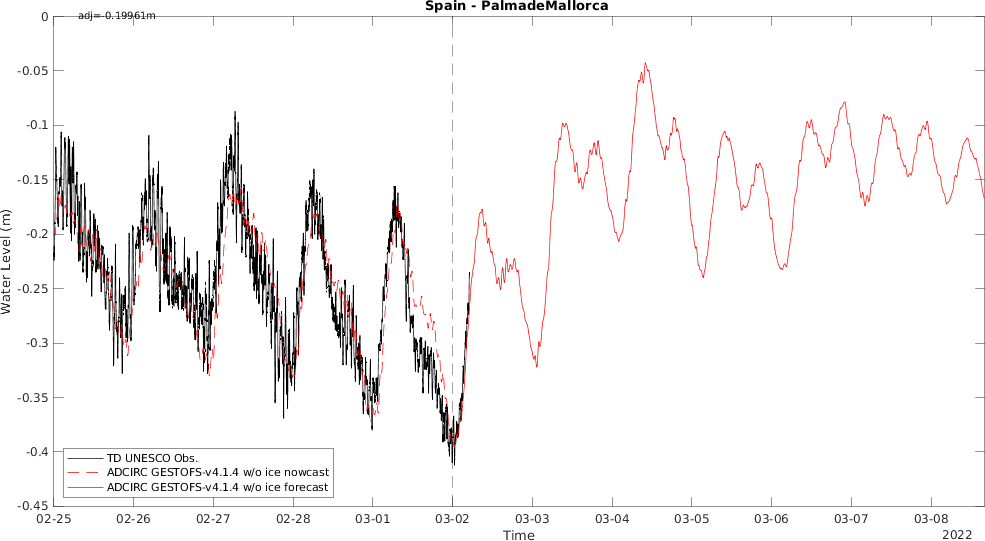 Spain - PalmadeMallorca
adj=-0.19961m
0
-0.05
-0.1
-0.15
-0.2
-0.25
-0.3
-0.35
-0.4
-0.45
Water Level (m)
TD UNESCO Obs.
ADCIRC GESTOFS-v4.1.4 w/o ice nowcast
ADCIRC GESTOFS-v4.1.4 w/o ice forecast
02-25 02-26 02-27 02-28 03-01 03-02 03-03 03-04 03-05 03-06 03-07 03-08
Time
2022